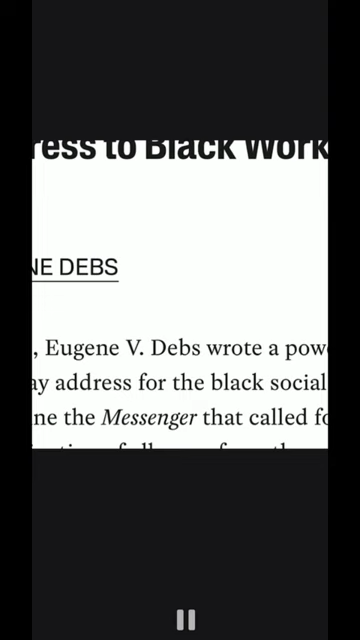 ress to Black Work
NE DEBS
, Eugene V. Debs wrote a pow
ay address for the black social
ne the Messenger that called fo